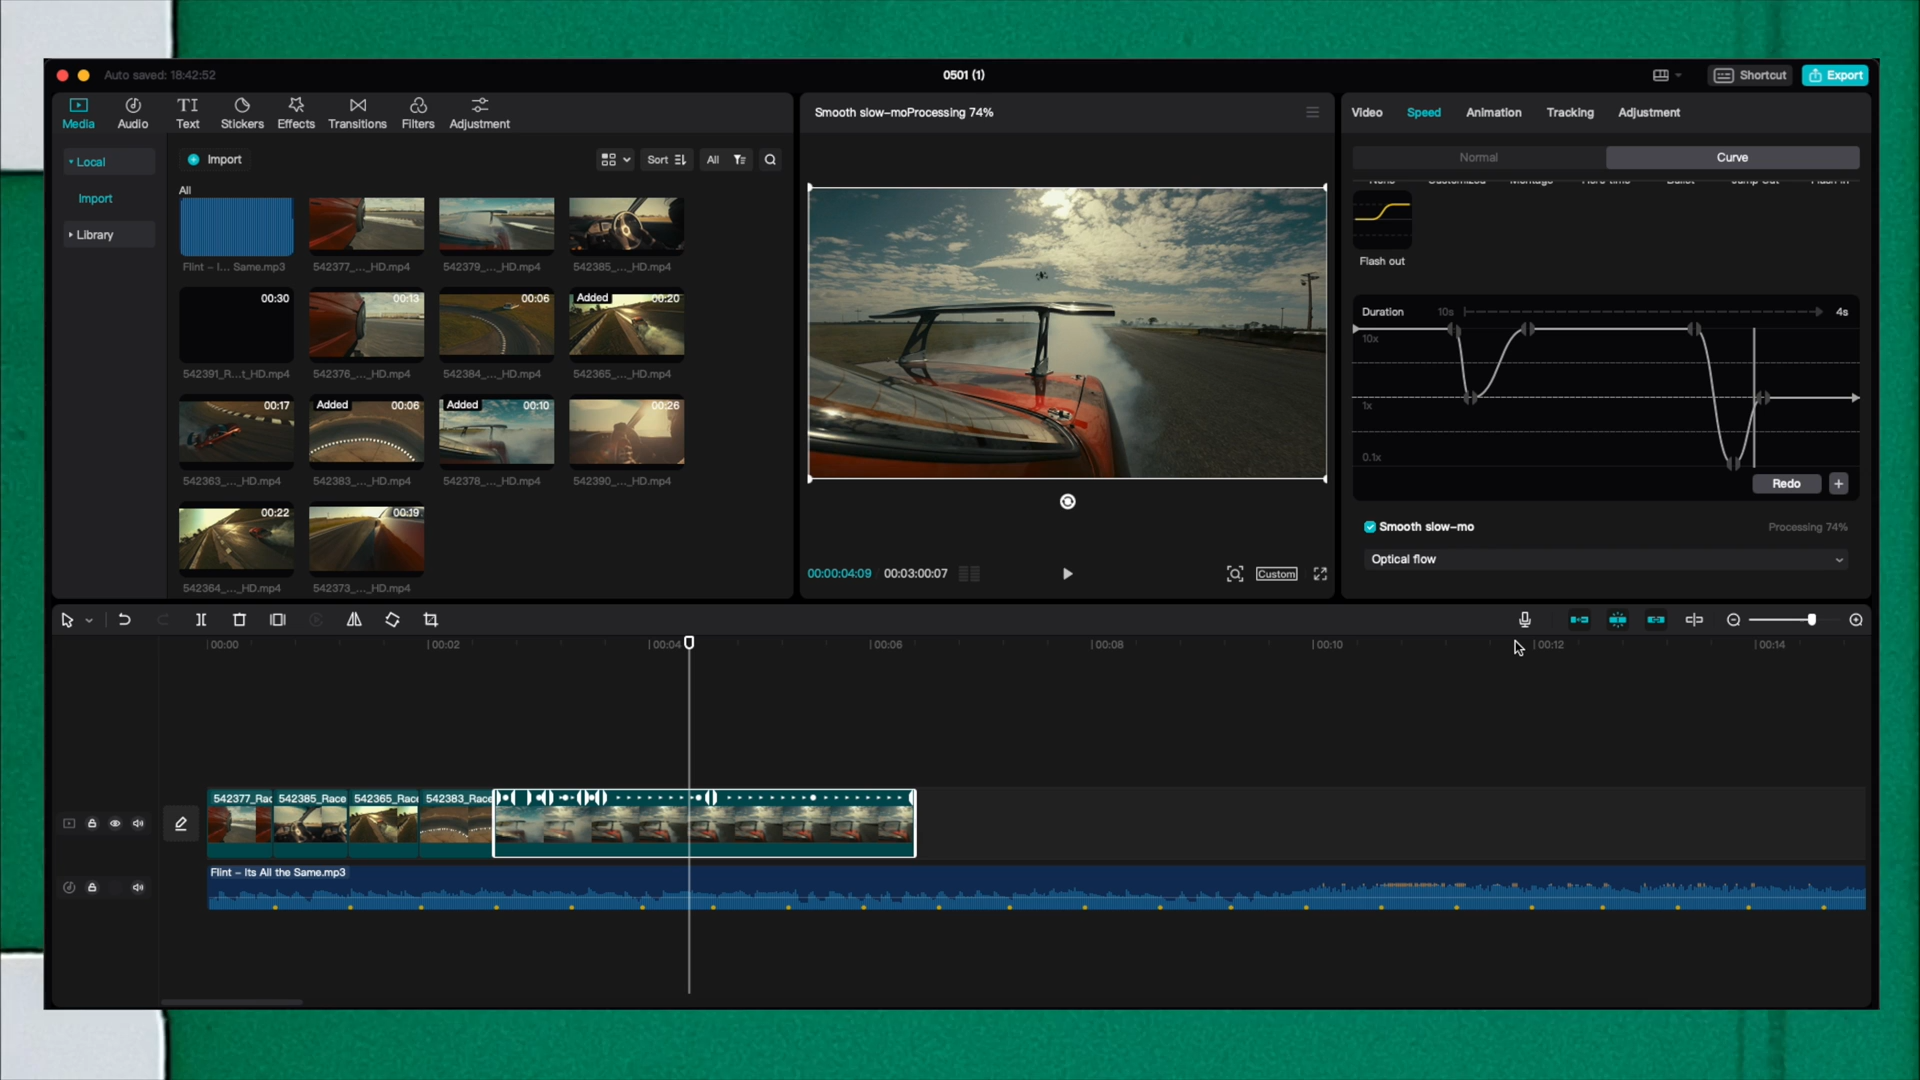 Auto saved: 18:42:52
0501 (1)
Shortcut
Export
Media
Audio
TI
Text
Stickers
Effects
Transitions
Filters
Adjustment
Local
Import
Library
Import
Sort
All
All
Flint – I... Same.mp3
542377_..._HD.mp4
542379_..._HD.mp4
542385_..._HD.mp4
00:30
00:13
00:06
Added
00:20
542391_R...t_HD.mp4
542376_..._HD.mp4
542384_..._HD.mp4
542365_..._HD.mp4
00:17
Added
00:06
Added
00:10
00:26
542363_..._HD.mp4
542383_..._HD.mp4
542378_..._HD.mp4
542390_..._HD.mp4
00:22
00:19
542364_..._HD.mp4
542373_..._HD.mp4
Smooth slow–moProcessing 74%
00:00:04:09
00:03:00:07
Custom
Video
Speed
Animation
Tracking
Adjustment
Normal
Curve
Flash out
Duration
10s
4s
10x
1x
0.1x
Redo
Smooth slow–mo
Processing 74%
Optical flow
00:00
00:02
00:04
00:06
00:08
00:10
00:12
00:14
542377_Rac
542385_Race
542365_Race
542383_Race
Flint – Its All the Same.mp3